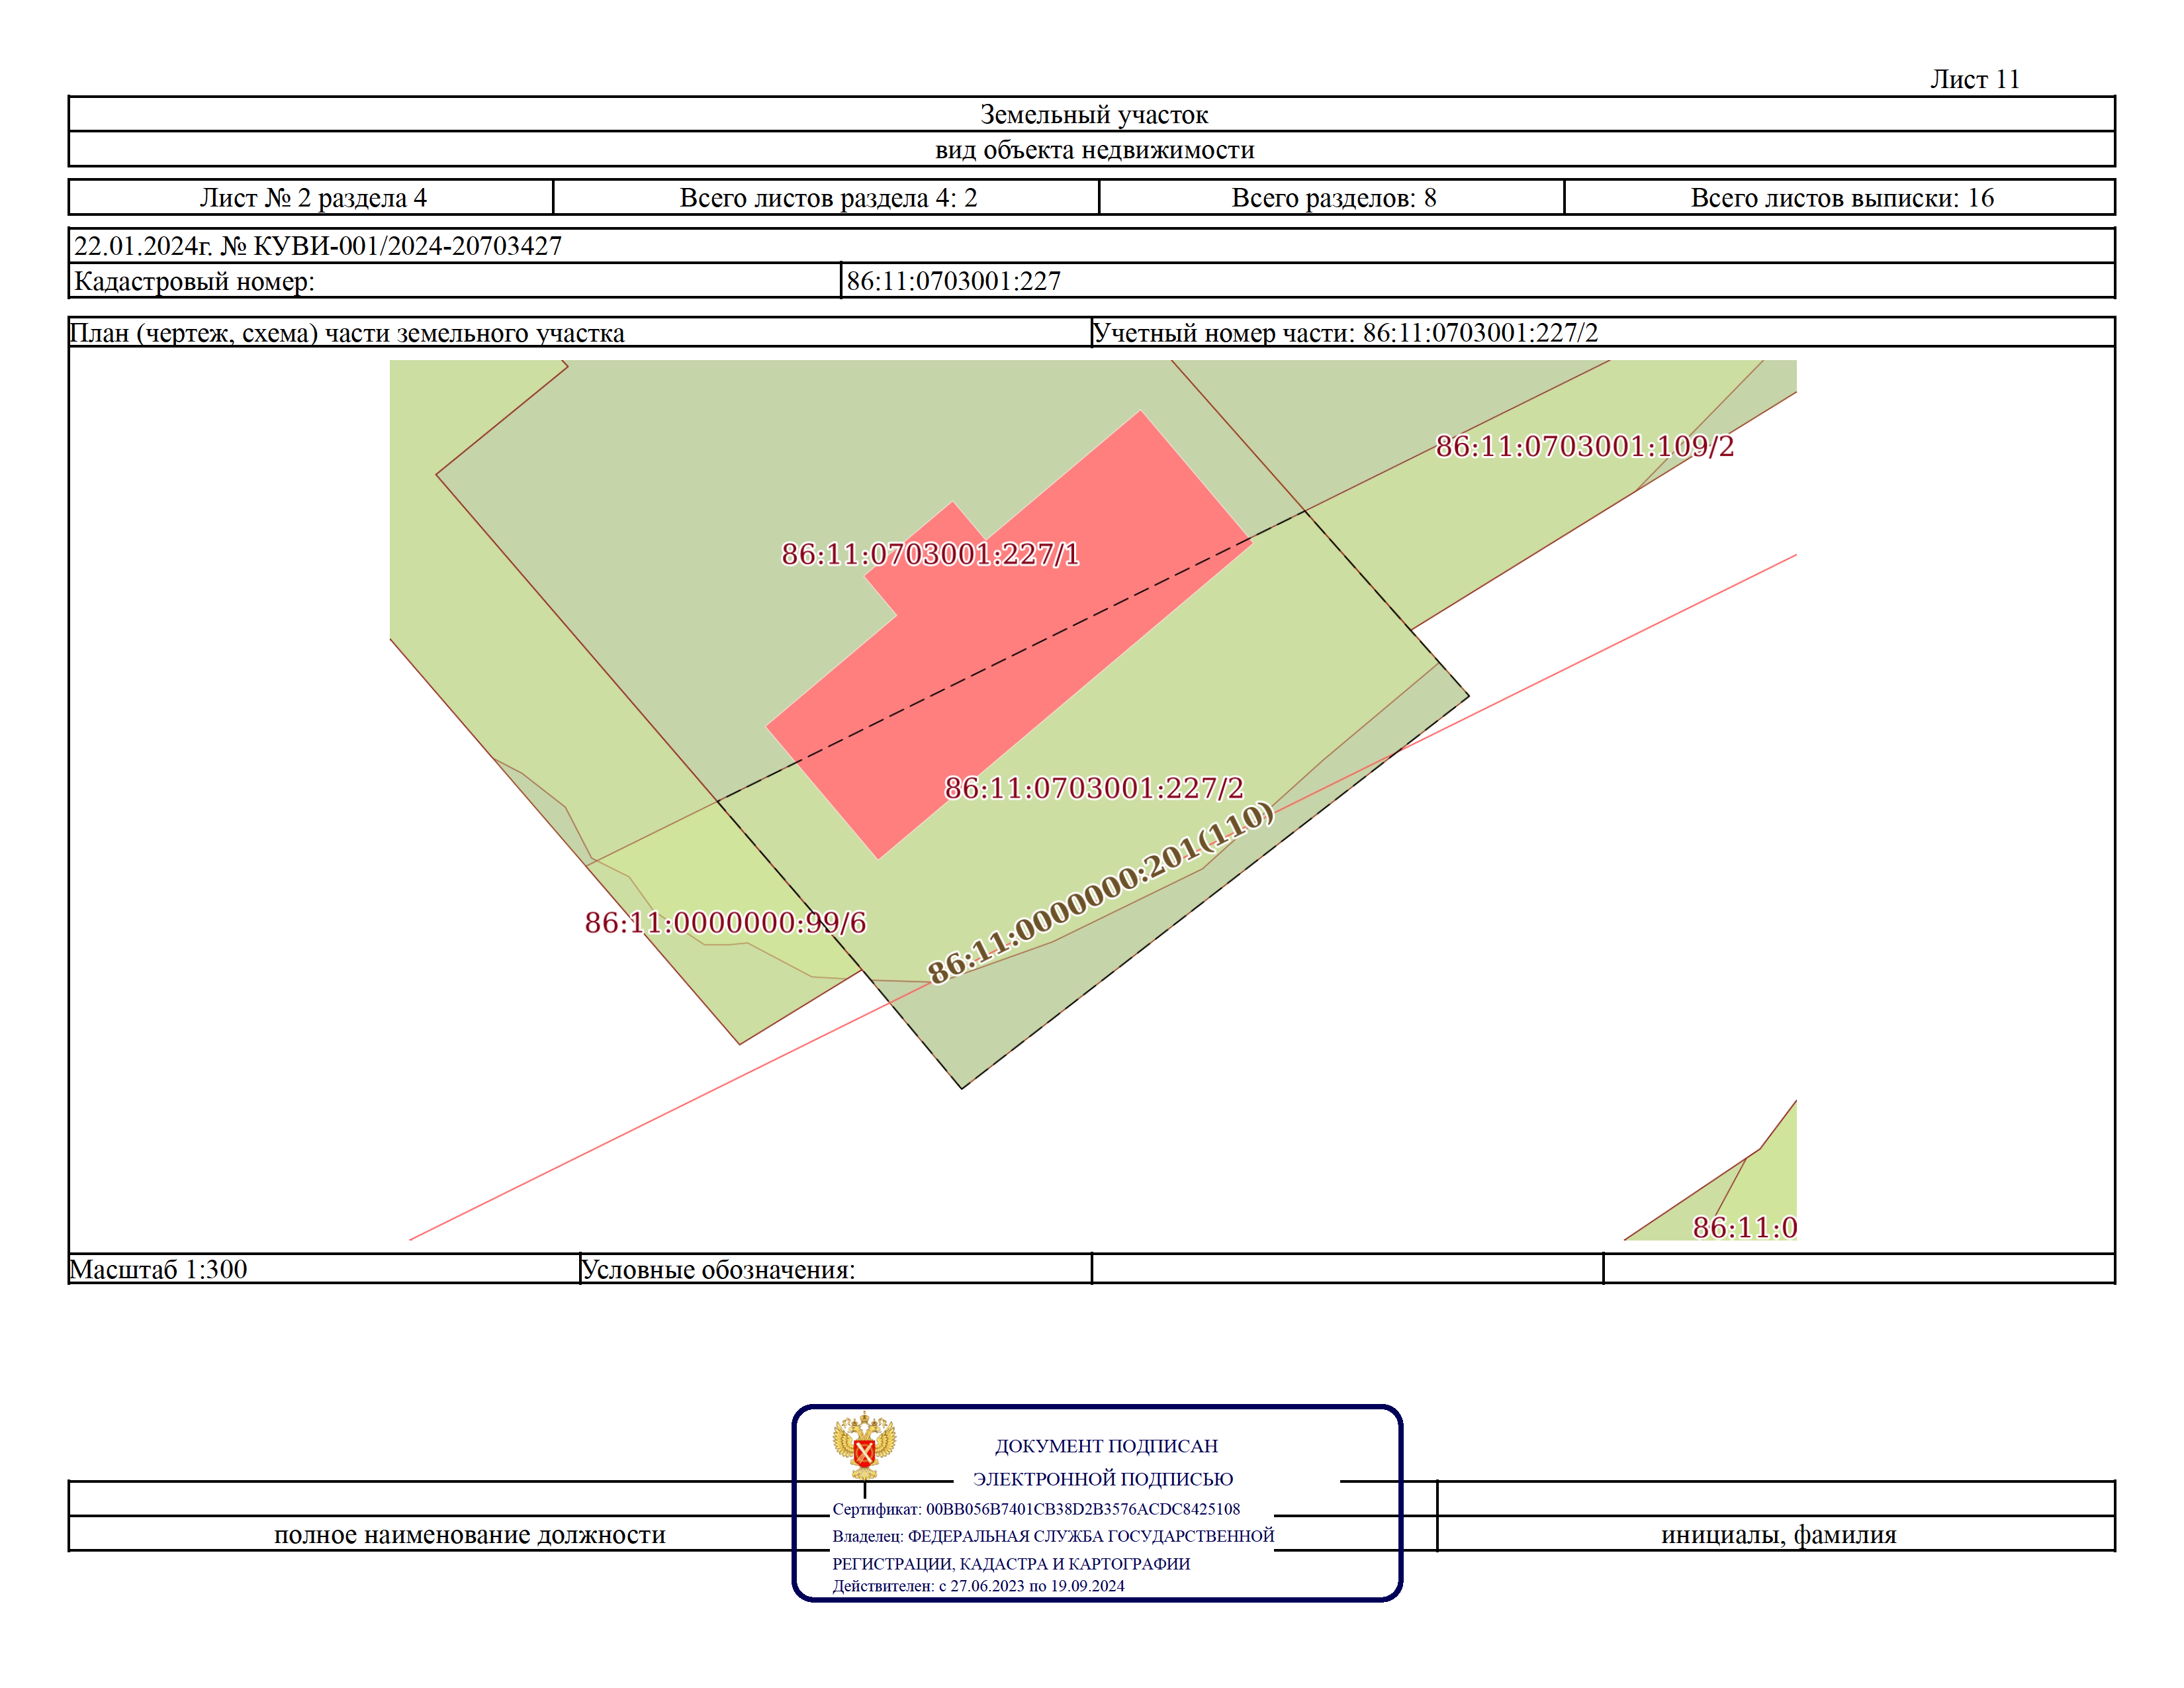 Лист 11
Земельный участок
вид объекта недвижимости
Лист № 2 раздела 4 Всего листов раздела 4: 2 Всего разделов: 8 Всего листов выписки: 16
22.01.2024г. № КУВИ-001/2024-20703427
Кадастровый номер: 86:11:0703001:227
План (чертеж, схема) части земельного участка Учетный номер части: 86:11:0703001:227/2
86:11:0703001:109/2
86:11:0703001:227/1
86:11:0703001:227/2
86:11:0000000:201(110)
86:11:0000000:99/6
86:11:0
Масштаб 1:300 Условные обозначения:
ДОКУМЕНТ ПОДПИСАН
ЭЛЕКТРОННОЙ ПОДПИСЬЮ
Сертификат: 00BB056B7401CB38D2B3576ACDC8425108
Владелец: ФЕДЕРАЛЬНАЯ СЛУЖБА ГОСУДАРСТВЕННОЙ
РЕГИСТРАЦИИ, КАДАСТРА И КАРТОГРАФИИ
Действителен: с 27.06.2023 по 19.09.2024
полное наименование должности инициалы, фамилия